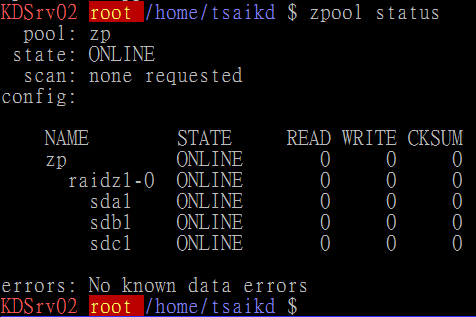 KDSrv02 root /home/tsaikd $ zpool status
pool: zp
state: ONLINE
scan: none requested
config:
NAME STATE READ WRITE CKSUM
zp ONLINE 0 0 0
raidz1-0 ONLINE 0 0 0
sda1 ONLINE 0 0 0
sdb1 ONLINE 0 0 0
sdc1 ONLINE 0 0 0
errors: No known data errors
KDSrv02 root /home/tsaikd $